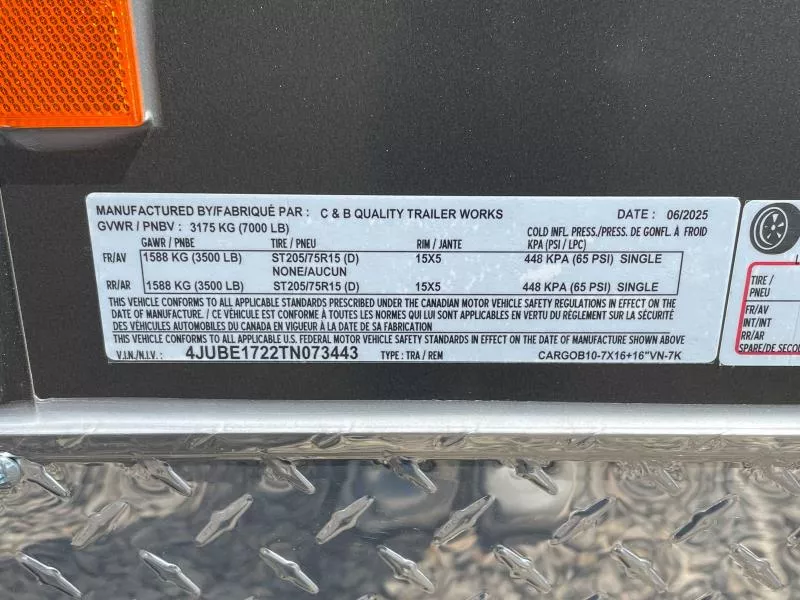 MANUFACTURED BY/FABRIQUÉ PAR : C & B QUALITY TRAILER WORKS DATE : 06/2025
GVWR / PNBV : 3175 KG (7000 LB)
GAWR / PNBE TIRE / PNEU RIM / JANTE COLD INFL. PRESS./PRESS. DE GONFL. À FROID
KPA (PSI / LPC)
FR/AV 1588 KG (3500 LB) ST205/75R15 (D) 15X5 448 KPA (65 PSI) SINGLE
NONE/AUCUN
RR/AR 1588 KG (3500 LB) ST205/75R15 (D) 15X5 448 KPA (65 PSI) SINGLE
THIS VEHICLE CONFORMS TO ALL APPLICABLE STANDARDS PRESCRIBED UNDER THE CANADIAN MOTOR VEHICLE SAFETY REGULATIONS IN EFFECT ON THE
DATE OF MANUFACTURE. / CE VÉHICULE EST CONFORME À TOUTES LES NORMES QUI LUI SONT APPLICABLES EN VERTU DU RÈGLEMENT SUR LA SÉCURITÉ
DES VÉHICULES AUTOMOBILES DU CANADA EN VIGUEUR À LA DATE DE SA FABRICATION
THIS VEHICLE CONFORMS TO ALL APPLICABLE U.S. FEDERAL MOTOR VEHICLE SAFETY STANDARDS IN EFFECT ON THE DATE OF MANUFACTURE SHOWN ABOVE
V.I.N./N.I.V. : 4JUBE1722TN073443 TYPE : TRA / REM CARGOB10-7X16+16"VN-7K
TIRE /
PNEU
FR/AV
INT/INT
RR/AR
SPARE/DE SECOU